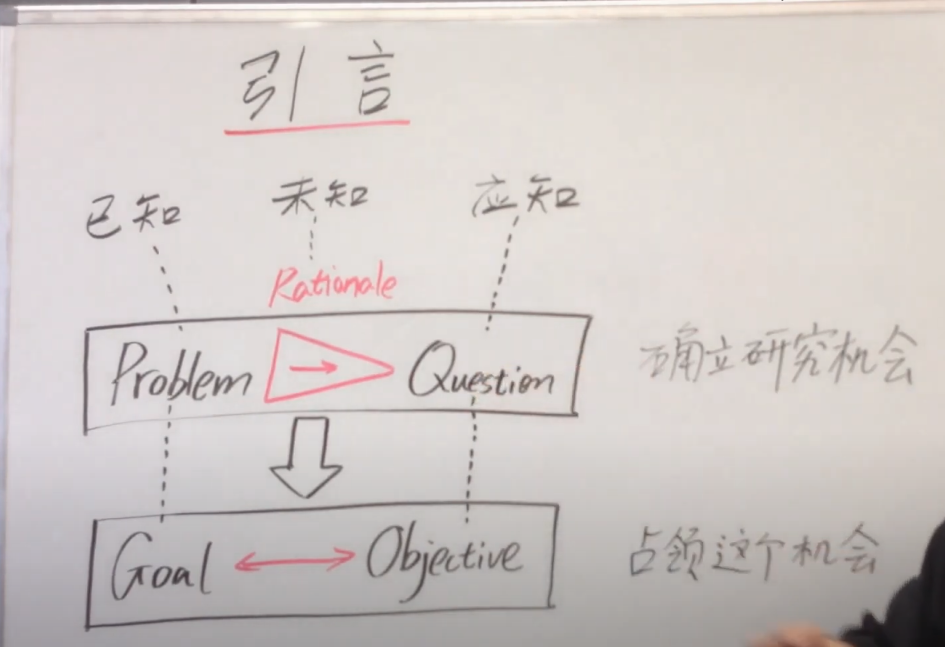 引言
已知 未知 应知
Rationale
Problem → Question 确立研究机会
Goal ↔ Objective 占领这个机会